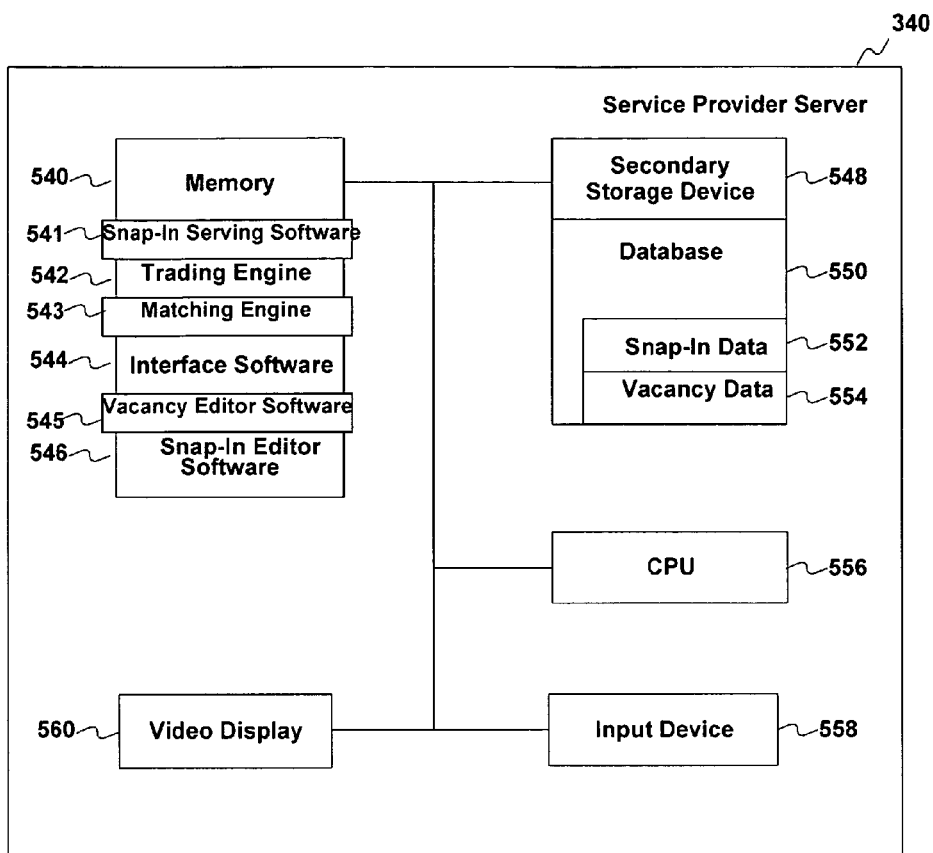 340
Service Provider Server
540
Memory
541
Snap-In Serving Software
542
Trading Engine
543
Matching Engine
544
Interface Software
545
Vacancy Editor Software
546
Snap-In Editor
Software
Secondary
Storage Device
548
Database
550
Snap-In Data
552
Vacancy Data
554
CPU
556
560
Video Display
Input Device
558